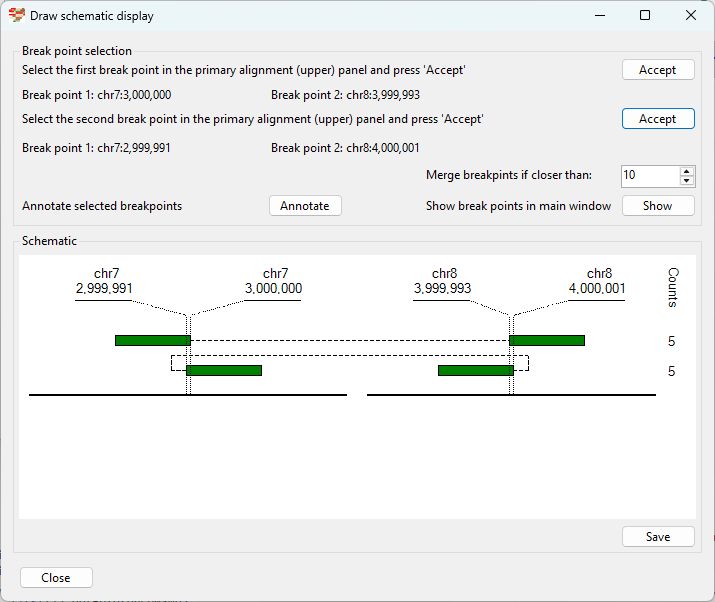 Draw schematic display
Break point selection
Select the first break point in the primary alignment (upper) panel and press 'Accept'
Accept
Break point 1: chr7:3,000,000 Break point 2: chr8:3,999,993
Select the second break point in the primary alignment (upper) panel and press 'Accept'
Accept
Break point 1: chr7:2,999,991 Break point 2: chr8:4,000,001
Merge breakpints if closer than: 10
Annotate selected breakpoints Annotate Show break points in main window Show
Schematic
chr7 chr7 chr8 chr8
2,999,991 3,000,000 3,999,993 4,000,001
Counts
5
5
Save
Close